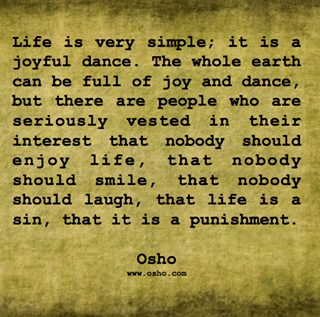 Life is very simple; it is a
joyful dance. The whole earth
can be full of joy and dance,
but there are people who are
seriously vested in their
interest that nobody should
enjoy life, that nobody
should smile, that nobody
should laugh, that life is a
sin, that it is a punishment.
Osho
www.osho.com